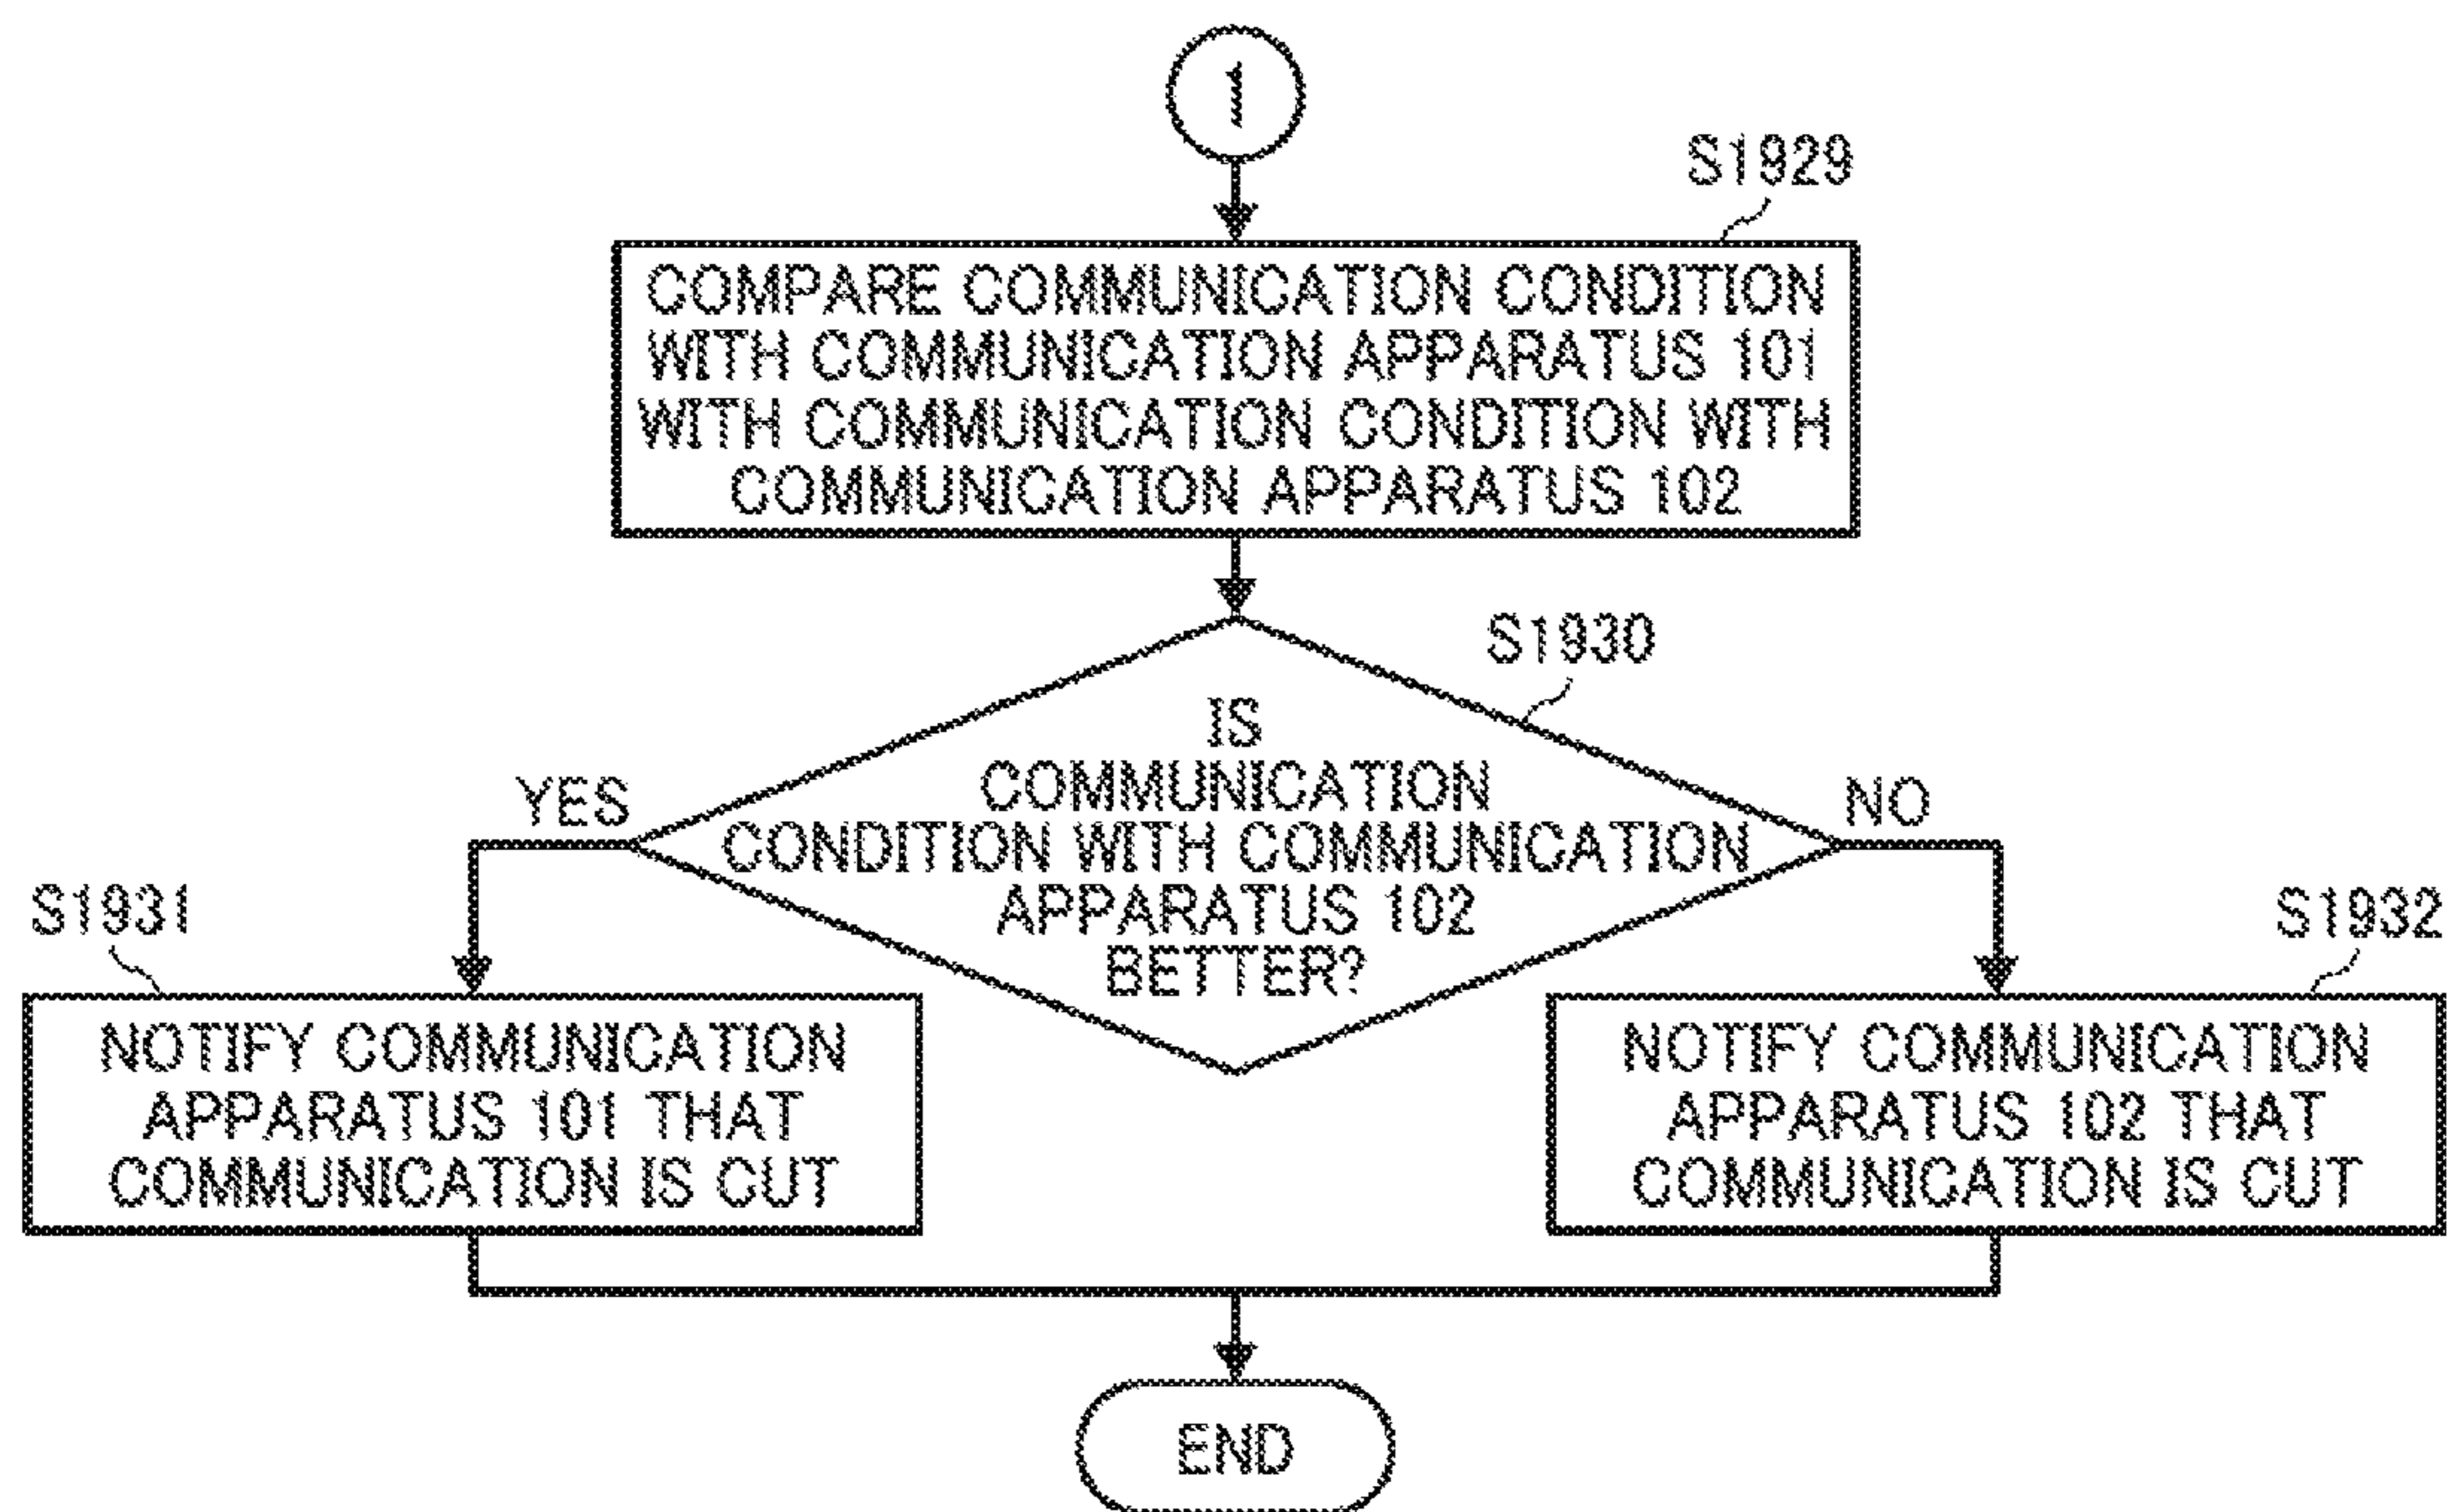 1
S1929
COMPARE COMMUNICATION CONDITION
WITH COMMUNICATION APPARATUS 101
WITH COMMUNICATION CONDITION WITH
COMMUNICATION APPARATUS 102
S1930
IS
COMMUNICATION
CONDITION WITH COMMUNICATION
APPARATUS 102
BETTER?
YES
NO
S1931
NOTIFY COMMUNICATION
APPARATUS 101 THAT
COMMUNICATION IS CUT
S1932
NOTIFY COMMUNICATION
APPARATUS 102 THAT
COMMUNICATION IS CUT
END